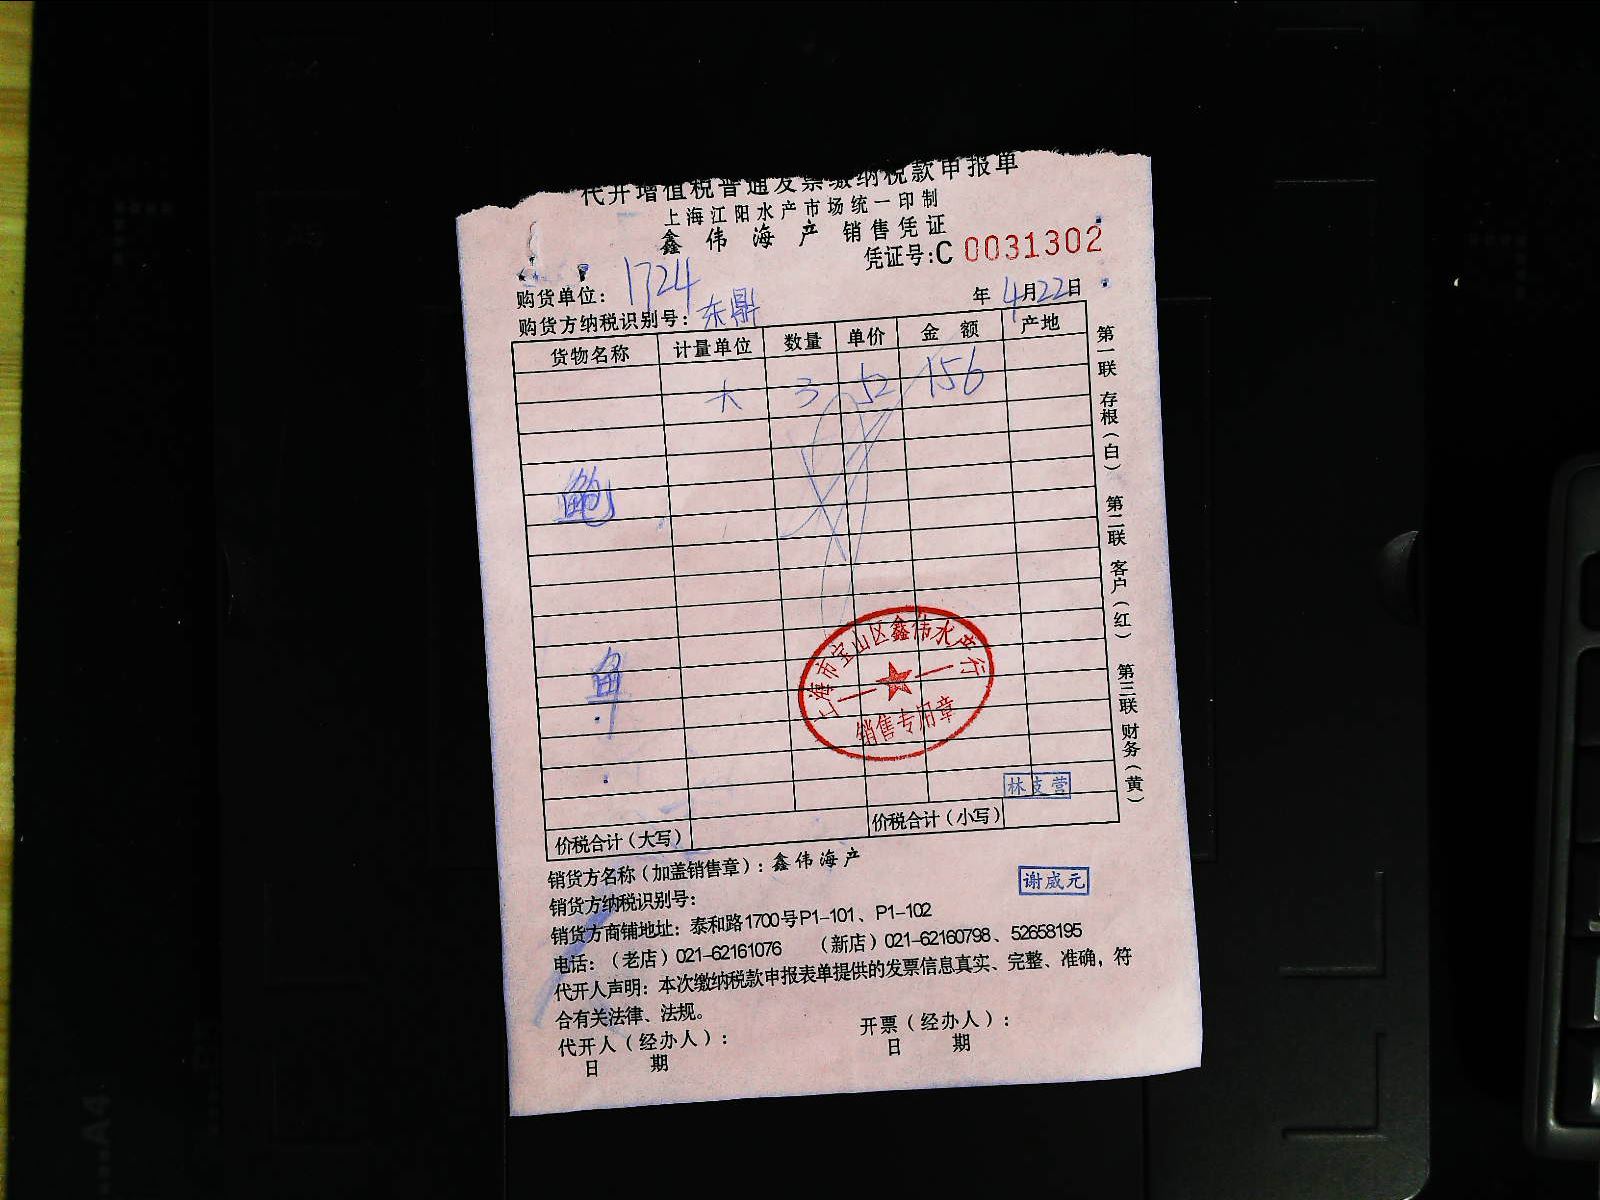 代开增值税普通发票缴纳税款申报单
上海江阳水产市场统一印制
鑫伟海产 销售凭证
凭证号:C 0031302
购货单位: 1724
年 4月22日
购货方纳税识别号: 东鼎
货物名称 计量单位 数量 单价 金额 产地
大 3 52 156
鲍
鱼
上海市宝山区鑫伟水产行
销售专用章
林支营
价税合计(大写) 价税合计(小写)
销货方名称(加盖销售章): 鑫伟海产
谢威元
销货方纳税识别号:
销货方商铺地址: 泰和路1700号P1-101、P1-102
电话:(老店)021-62161076 (新店)021-62160798、52658195
代开人声明: 本次缴纳税款申报表单提供的发票信息真实、完整、准确, 符
合有关法律、法规。
代开人(经办人): 开票(经办人):
日 期 日 期
第一联 存根(白) 第二联 客户(红) 第三联 财务(黄)